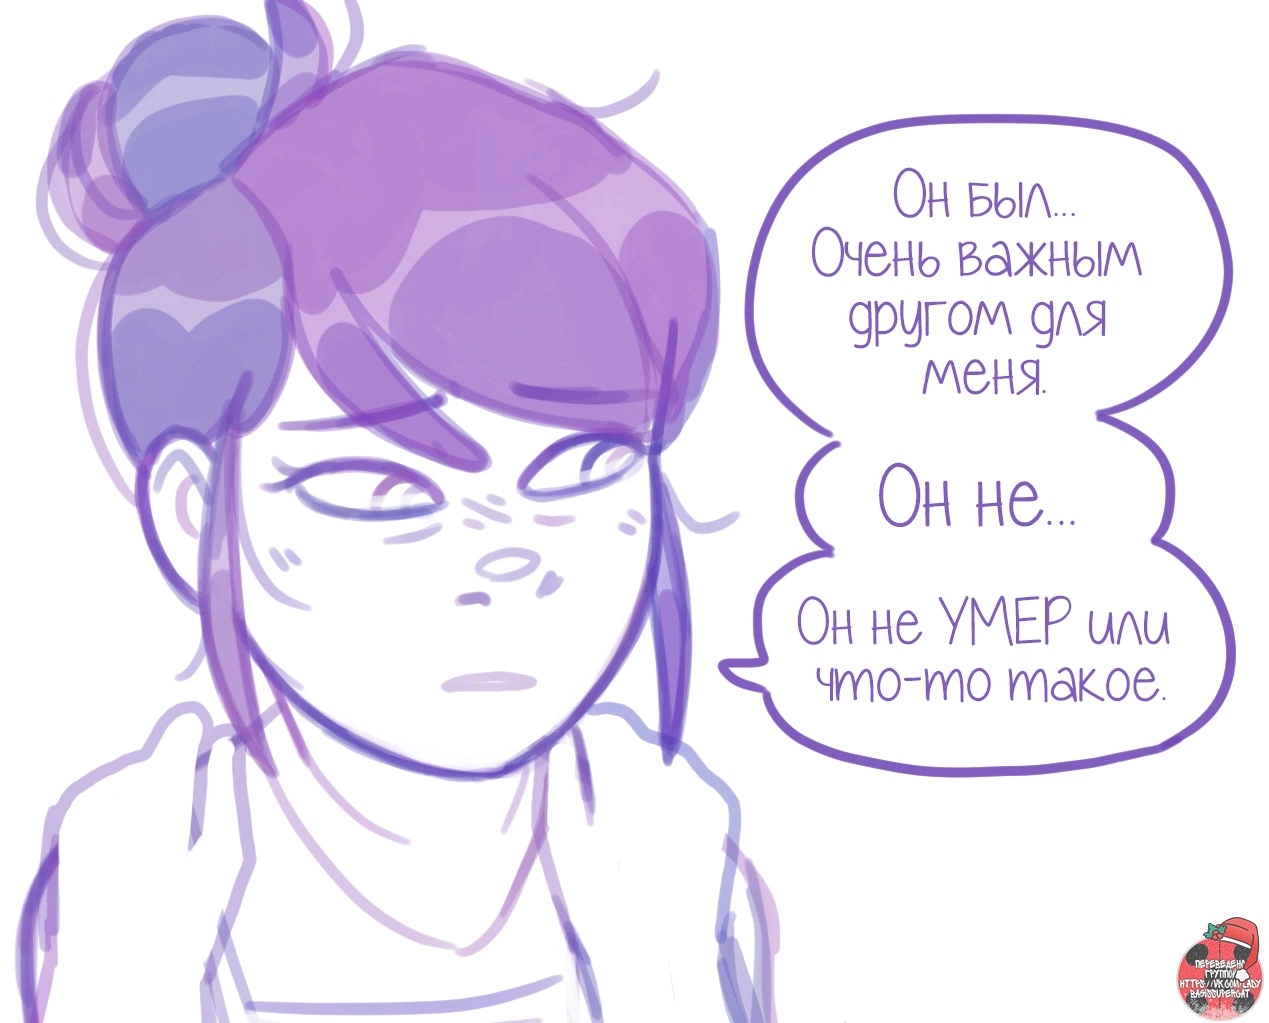 Он был...
Очень важным
другом для
меня.
Он не...
Он не УМЕР или
что-то такое.
ПЕРЕВЕДЕНО
ГРУППОЙ